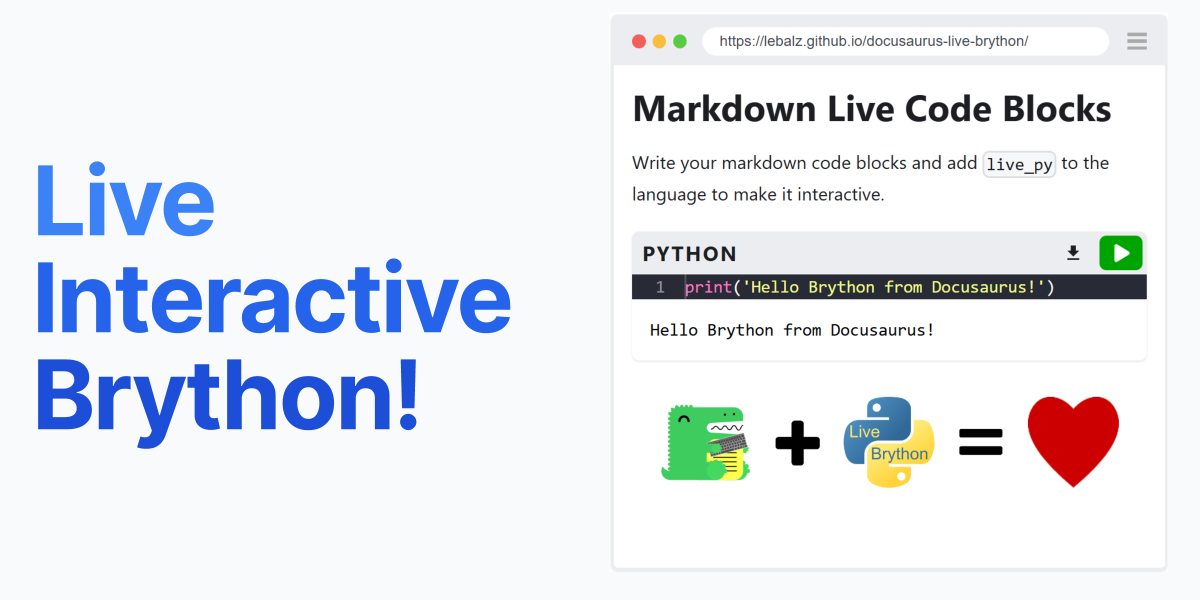 Live
Interactive
Brython!
https://lebalz.github.io/docusaurus-live-brython/
Markdown Live Code Blocks
Write your markdown code blocks and add live_py to the
language to make it interactive.
PYTHON
1 print('Hello Brython from Docusaurus!')
Hello Brython from Docusaurus!
Live
Brython